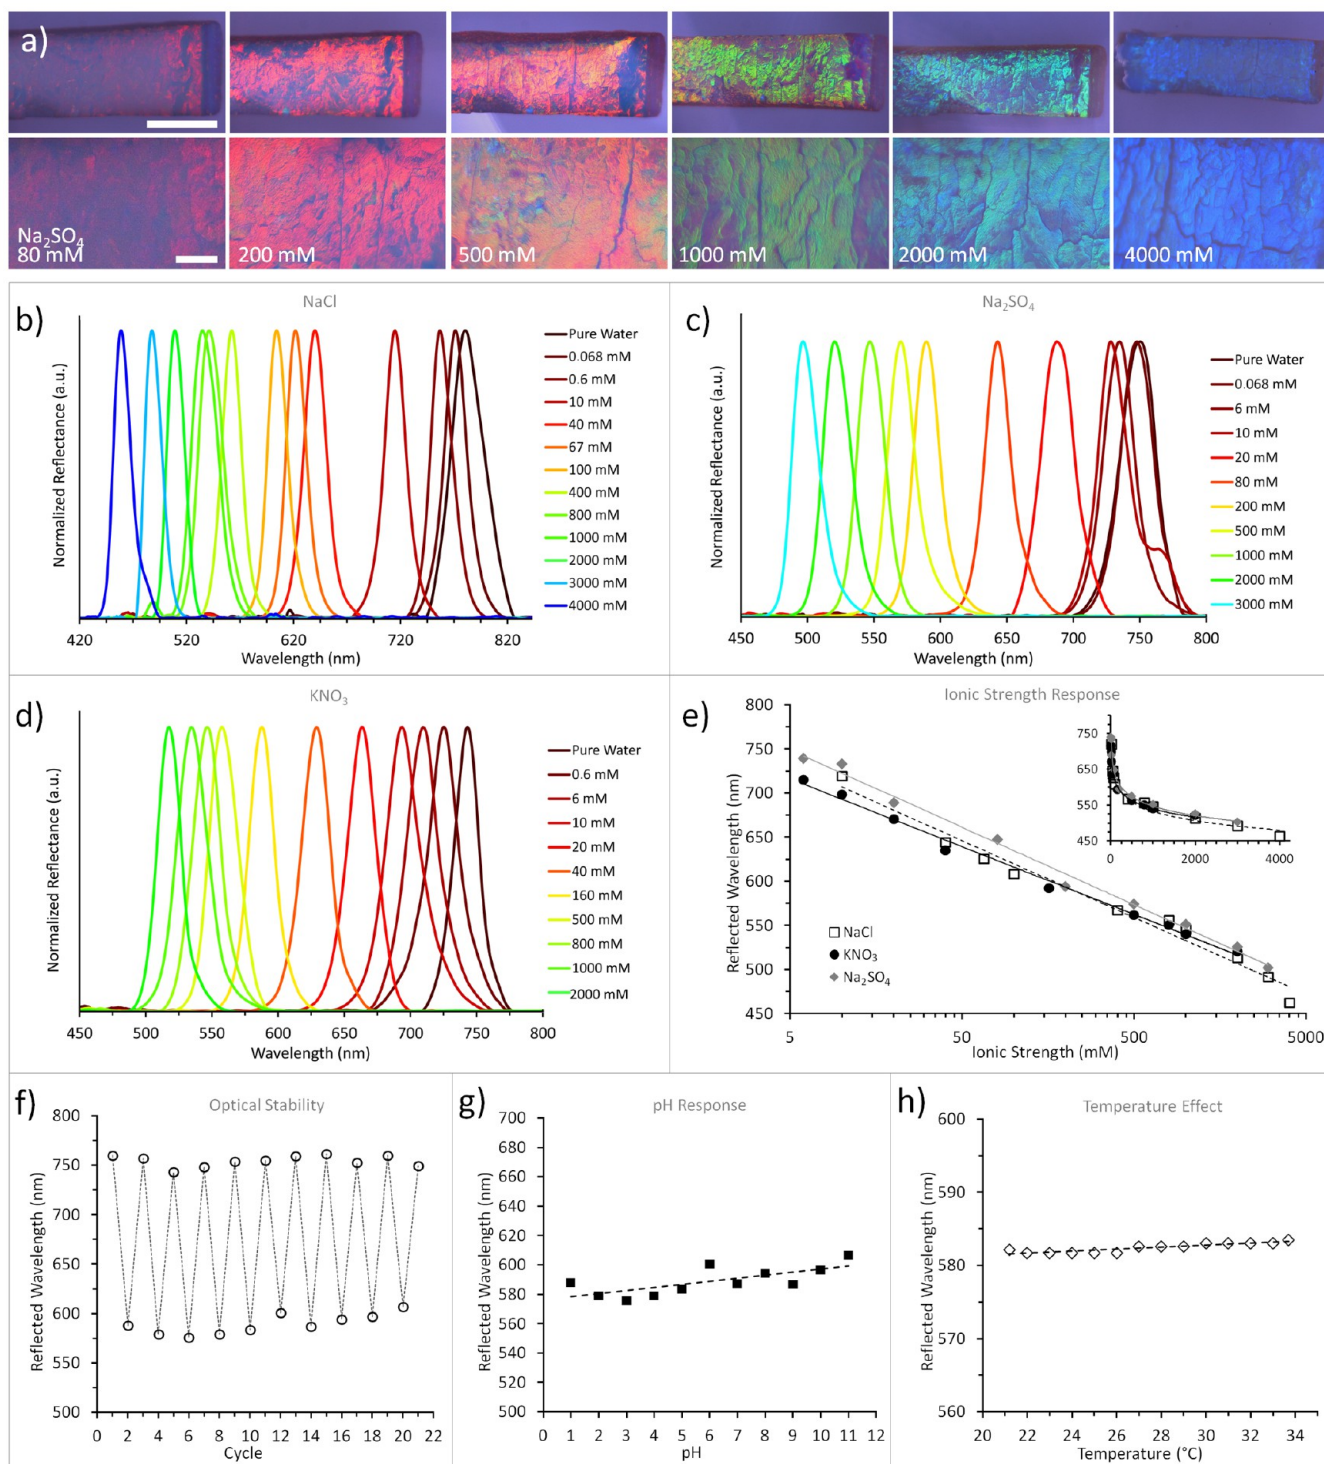 a)
Na₂SO₄
80 mM
200 mM
500 mM
1000 mM
2000 mM
4000 mM
b)
NaCl
Normalized Reflectance (a.u.)
Pure Water
0.068 mM
0.6 mM
10 mM
40 mM
67 mM
100 mM
400 mM
800 mM
1000 mM
2000 mM
3000 mM
4000 mM
420 520 620 720 820
Wavelength (nm)
c)
Na₂SO₄
Normalized Reflectance (a.u.)
Pure Water
0.068 mM
6 mM
10 mM
20 mM
80 mM
200 mM
500 mM
1000 mM
2000 mM
3000 mM
450 500 550 600 650 700 750 800
Wavelength (nm)
d)
KNO₃
Normalized Reflectance (a.u.)
Pure Water
0.6 mM
6 mM
10 mM
20 mM
40 mM
160 mM
500 mM
800 mM
1000 mM
2000 mM
450 500 550 600 650 700 750 800
Wavelength (nm)
e)
Ionic Strength Response
Reflected Wavelength (nm)
800
750
700
650
600
550
500
450
750
650
550
450
0 2000 4000
NaCl
KNO₃
Na₂SO₄
5 50 500 5000
Ionic Strength (mM)
f)
Optical Stability
Reflected Wavelength (nm)
800
750
700
650
600
550
500
0 2 4 6 8 10 12 14 16 18 20 22
Cycle
g)
pH Response
Reflected Wavelength (nm)
700
680
660
640
620
600
580
560
540
520
500
0 1 2 3 4 5 6 7 8 9 10 11 12
pH
h)
Temperature Effect
Reflected Wavelength (nm)
600
590
580
570
560
20 22 24 26 28 30 32 34
Temperature (°C)